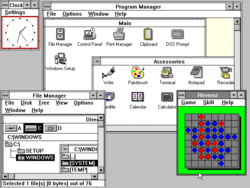 Clock
Settings
Program Manager
File Options Window Help
Main
File Manager Control Panel Print Manager Clipboard DOS Prompt
Windows Setup
Accessories
Write Paintbrush Terminal Notepad Recorder
Calendar
File Manager
File Disk Tree View Options
Window Help
A C D
C:\WINDOWS
C:\
SETUP
WINDOWS
[..]
[SYSTEM]
[TEMP]
Selected 1 file(s) (0 bytes) out of 76
Reversi
Game Skill Help